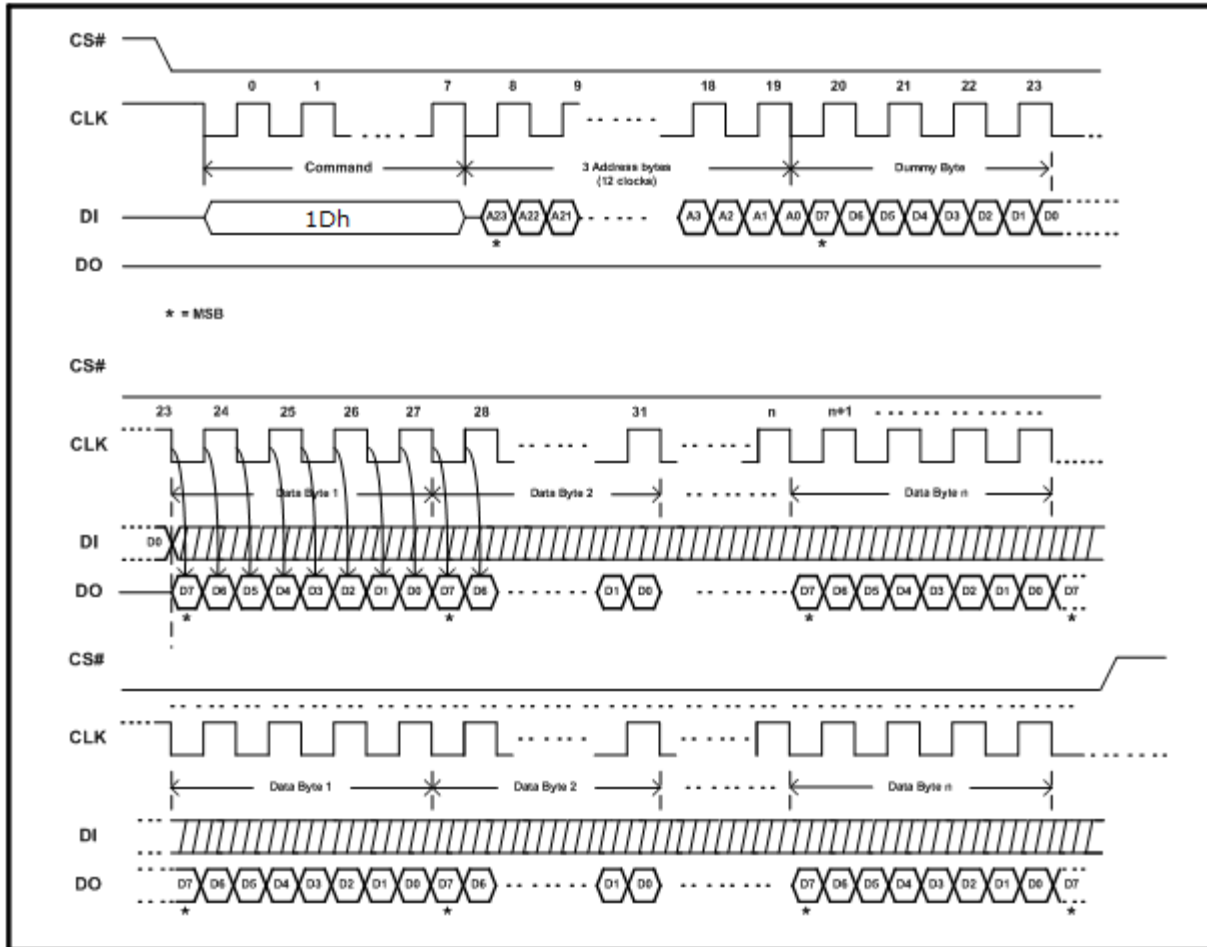 CS#
0 1 7 8 9 18 19 20 21 22 23
CLK
Command 3 Address bytes (12 clocks) Dummy Byte
DI 1Dh A23 A22 A21 A3 A2 A1 A0 D7 D6 D5 D4 D3 D2 D1 D0
* *
DO
* = MSB
CS#
23 24 25 26 27 28 31 n n+1
CLK
Data Byte 1 Data Byte 2 Data Byte n
DI D0
DO D7 D6 D5 D4 D3 D2 D1 D0 D7 D6 D1 D0 D7 D6 D5 D4 D3 D2 D1 D0 D7
* * * *
CS#
CLK
Data Byte 1 Data Byte 2 Data Byte n
DI
DO D7 D6 D5 D4 D3 D2 D1 D0 D7 D6 D1 D0 D7 D6 D5 D4 D3 D2 D1 D0 D7
* * * *